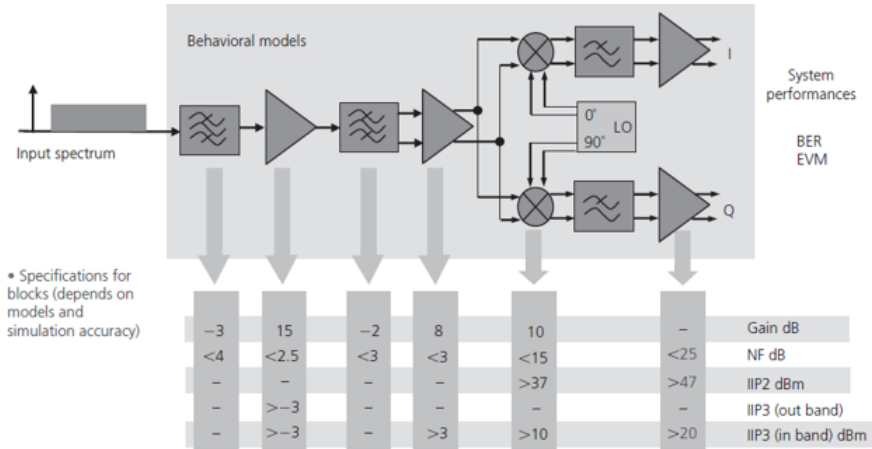 Behavioral models
I
System
performances
0°
LO
90°
BER
EVM
Input spectrum
Q
• Specifications for
blocks (depends on
models and
simulation accuracy)
−3 15 −2 8 10 – Gain dB
<4 <2.5 <3 <3 <15 <25 NF dB
– – – – >37 >47 IIP2 dBm
– >−3 – – – – IIP3 (out band)
– >−3 – >3 >10 >20 IIP3 (in band) dBm